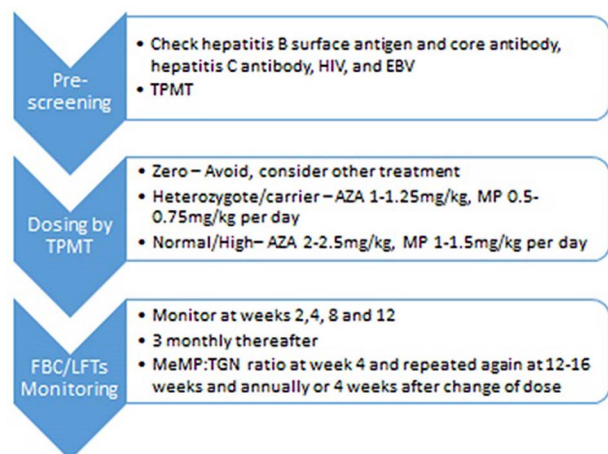 Pre-
screening
• Check hepatitis B surface antigen and core antibody,
hepatitis C antibody, HIV, and EBV
• TPMT
Dosing by
TPMT
• Zero – Avoid, consider other treatment
• Heterozygote/carrier – AZA 1-1.25mg/kg, MP 0.5-
0.75mg/kg per day
• Normal/High– AZA 2-2.5mg/kg, MP 1-1.5mg/kg per day
FBC/LFTs
Monitoring
• Monitor at weeks 2,4, 8 and 12
• 3 monthly thereafter
• MeMP:TGN ratio at week 4 and repeated again at 12-16
weeks and annually or 4 weeks after change of dose